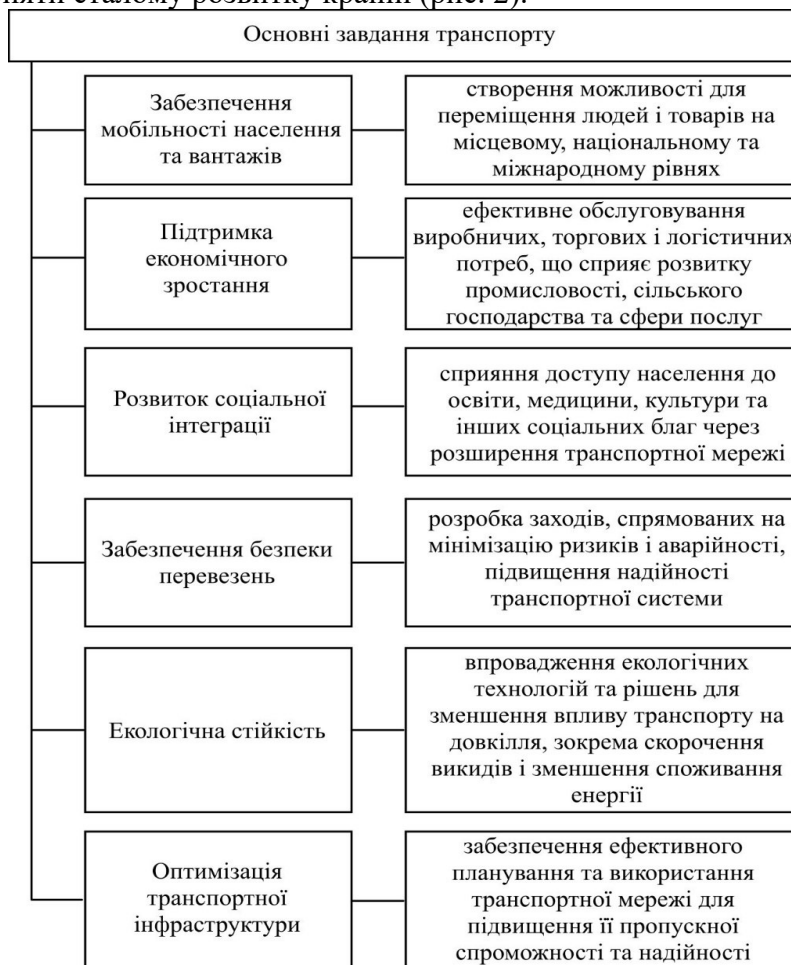 сталому розвитку країни (рис. 2).
Основні завдання транспорту
Забезпечення
мобільності населення
та вантажів
створення можливості для
переміщення людей і товарів на
місцевому, національному та
міжнародному рівнях
Підтримка
економічного
зростання
ефективне обслуговування
виробничих, торгових і логістичних
потреб, що сприяє розвитку
промисловості, сільського
господарства та сфери послуг
Розвиток соціальної
інтеграції
сприяння доступу населення до
освіти, медицини, культури та
інших соціальних благ через
розширення транспортної мережі
Забезпечення безпеки
перевезень
розробка заходів, спрямованих на
мінімізацію ризиків і аварійності,
підвищення надійності
транспортної системи
Екологічна стійкість
впровадження екологічних
технологій та рішень для
зменшення впливу транспорту на
довкілля, зокрема скорочення
викидів і зменшення споживання
енергії
Оптимізація
транспортної
інфраструктури
забезпечення ефективного
планування та використання
транспортної мережі для
підвищення її пропускної
спроможності та надійності